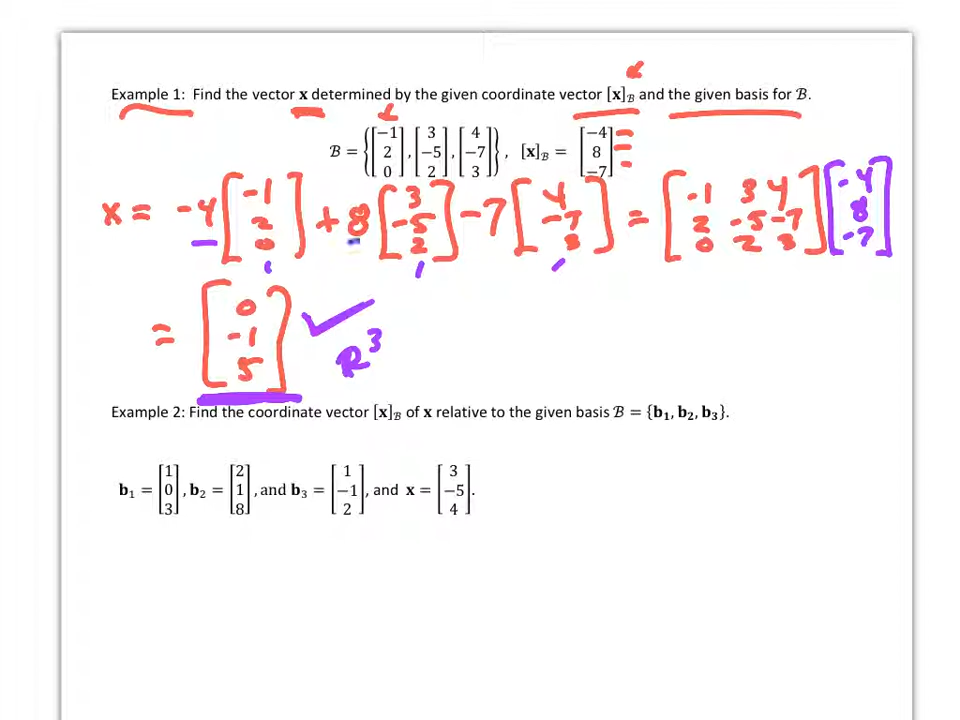 Example 1: Find the vector x determined by the given coordinate vector [x]ℬ and the given basis for ℬ.
ℬ = {[−1 2 0], [3 −5 2], [4 −7 3]}, [x]ℬ = [−4 8 −7]
x = -4 [-1 2 0] + 8 [3 -5 2] -7 [4 -7 3] = [-1 3 4 2 -5 -7 0 2 3] [-4 8 -7]
= [0 -1 5] ✓ R³
Example 2: Find the coordinate vector [x]ℬ of x relative to the given basis ℬ = {b₁, b₂, b₃}.
b₁ = [1 0 3], b₂ = [2 1 8], and b₃ = [1 −1 2], and x = [3 −5 4].